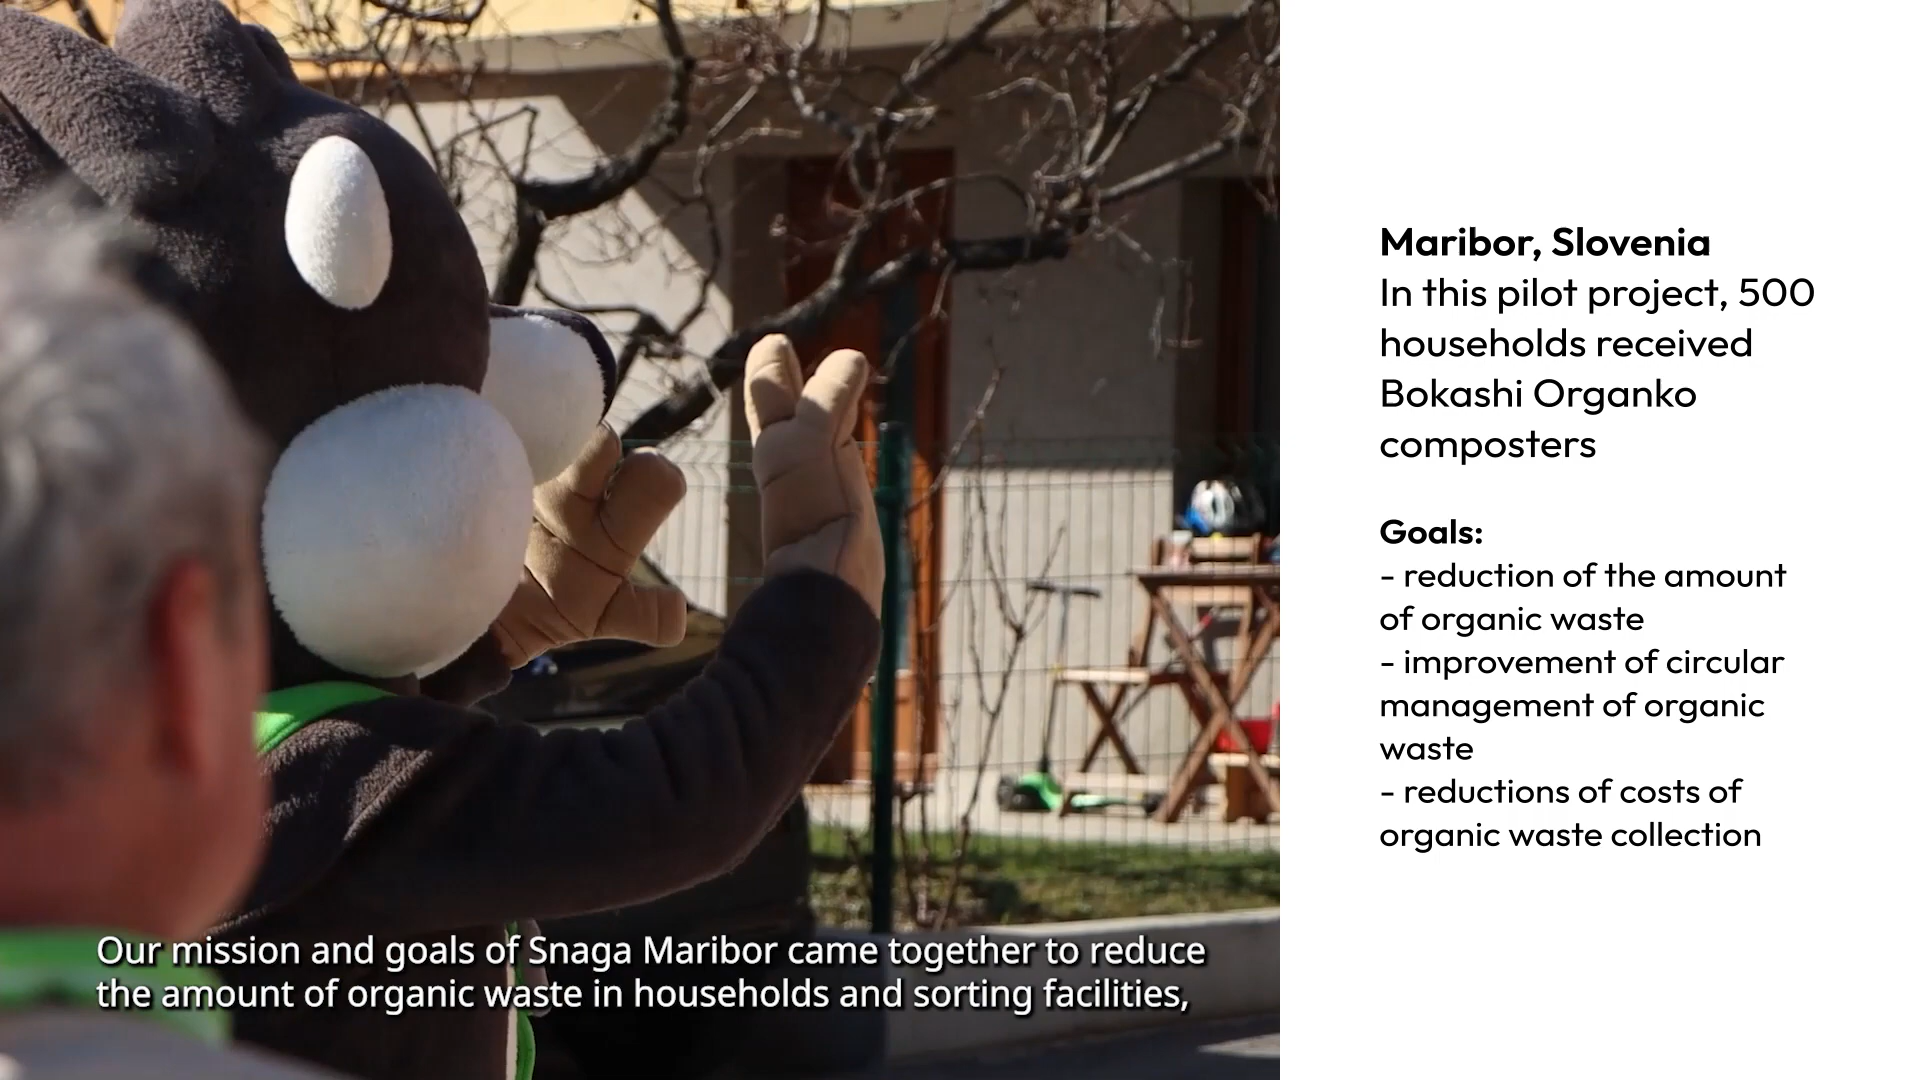 Maribor, Slovenia
In this pilot project, 500
households received
Bokashi Organko
composters
Goals:
- reduction of the amount
of organic waste
- improvement of circular
management of organic
waste
- reductions of costs of
organic waste collection
Our mission and goals of Snaga Maribor came together to reduce
the amount of organic waste in households and sorting facilities,